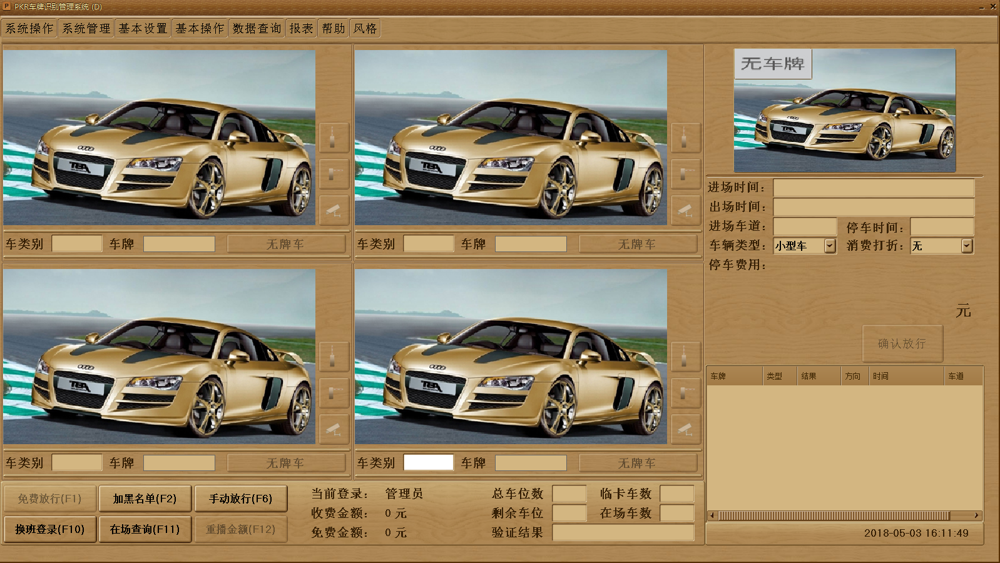 P PKR车牌识别管理系统 (D)
系统操作 系统管理 基本设置 基本操作 数据查询 报表 帮助 风格
TEA
车类别 车牌 无牌车
TEA
车类别 车牌 无牌车
TEA
车类别 车牌 无牌车
TEA
车类别 车牌 无牌车
无车牌
TEA
进场时间：
出场时间：
进场车道： 停车时间：
车辆类型： 小型车 消费打折： 无
停车费用：
元
确认放行
车牌 类型 结果 方向 时间 车道
2018-05-03 16:11:49
免费放行(F1) 加黑名单(F2) 手动放行(F6)
换班登录(F10) 在场查询(F11) 重播金额(F12)
当前登录： 管理员
收费金额： 0 元
免费金额： 0 元
总车位数 临卡车数
剩余车位 在场车数
验证结果